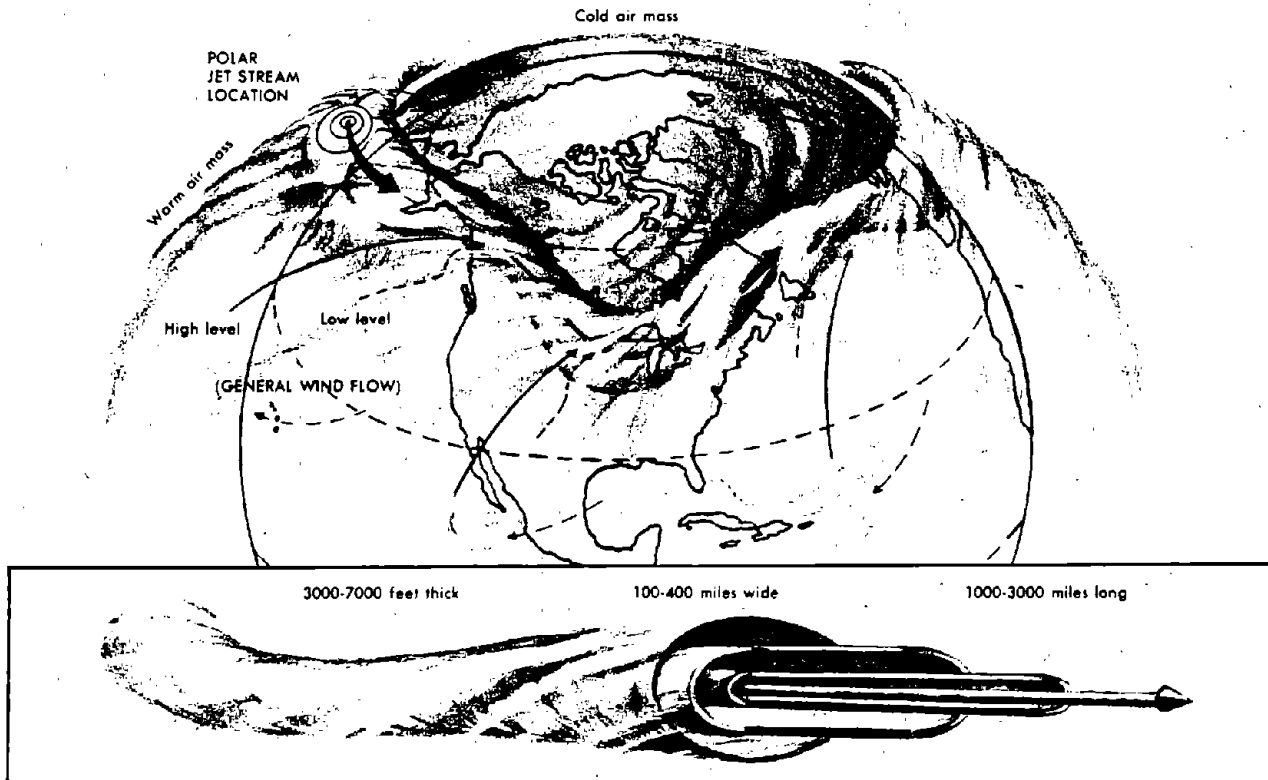 Cold air mass
POLAR
JET STREAM
LOCATION
Warm air mass
High level
Low level
(GENERAL WIND FLOW)
3000-7000 feet thick
100-400 miles wide
1000-3000 miles long